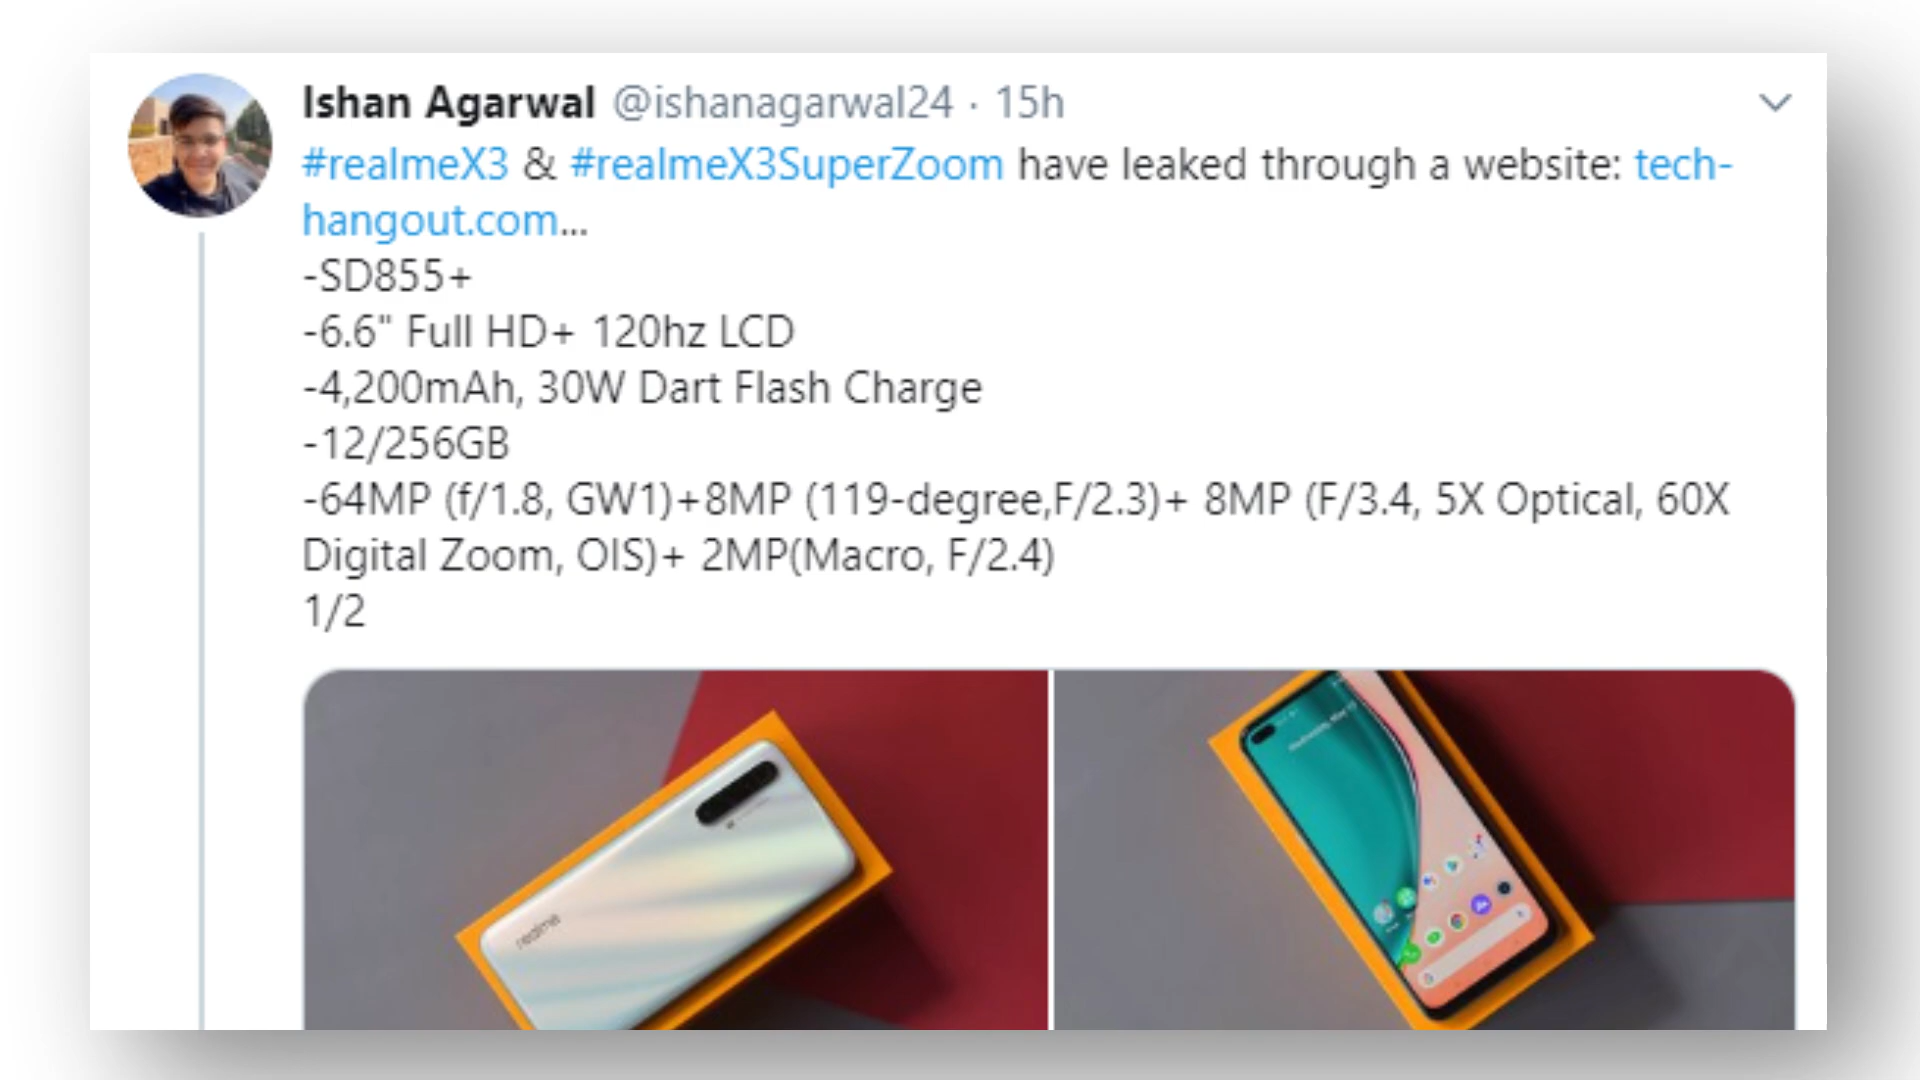 Ishan Agarwal @ishanagarwal24 · 15h
#realmeX3 & #realmeX3SuperZoom have leaked through a website: tech-
hangout.com...
-SD855+
-6.6" Full HD+ 120hz LCD
-4,200mAh, 30W Dart Flash Charge
-12/256GB
-64MP (f/1.8, GW1)+8MP (119-degree,F/2.3)+ 8MP (F/3.4, 5X Optical, 60X
Digital Zoom, OIS)+ 2MP(Macro, F/2.4)
1/2
realme